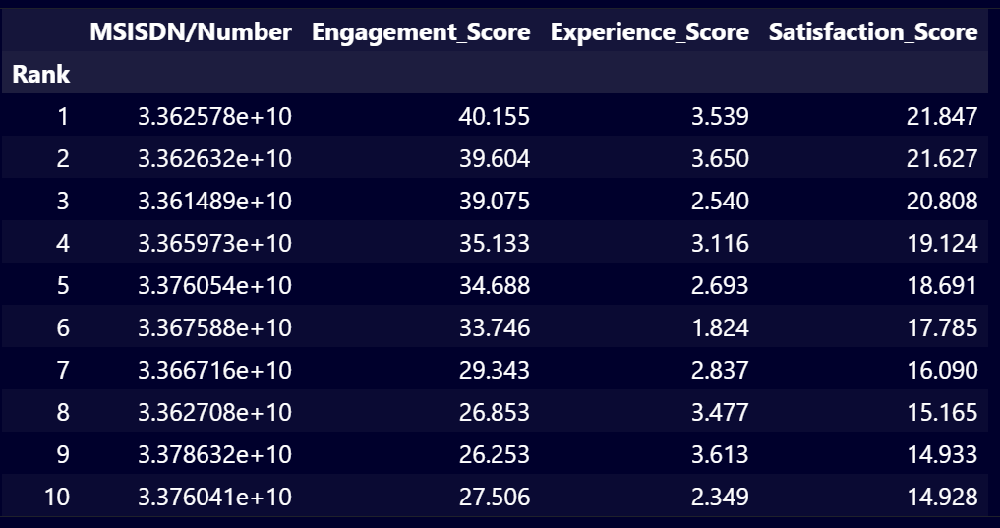 MSISDN/Number Engagement_Score Experience_Score Satisfaction_Score
Rank
1 3.362578e+10 40.155 3.539 21.847
2 3.362632e+10 39.604 3.650 21.627
3 3.361489e+10 39.075 2.540 20.808
4 3.365973e+10 35.133 3.116 19.124
5 3.376054e+10 34.688 2.693 18.691
6 3.367588e+10 33.746 1.824 17.785
7 3.366716e+10 29.343 2.837 16.090
8 3.362708e+10 26.853 3.477 15.165
9 3.378632e+10 26.253 3.613 14.933
10 3.376041e+10 27.506 2.349 14.928